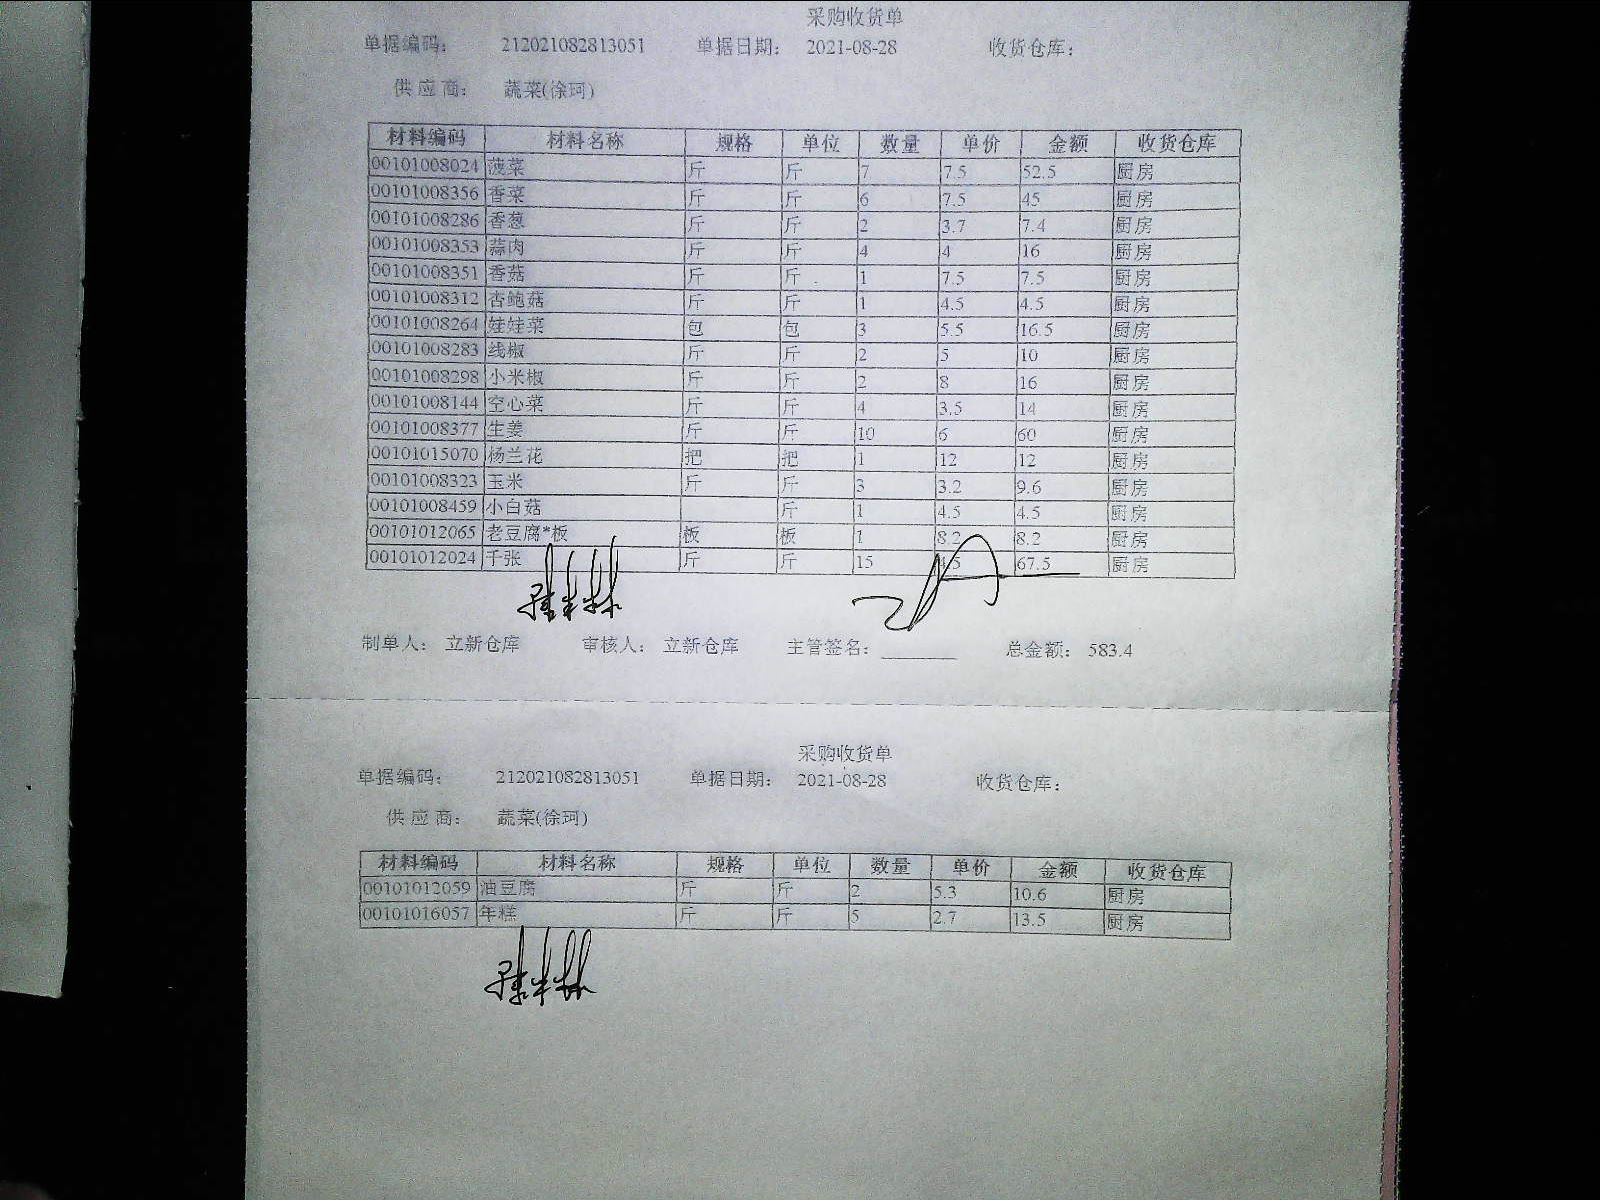 采购收货单
单据编码: 212021082813051 单据日期: 2021-08-28 收货仓库:
供应商: 蔬菜(徐珂)
材料编码 材料名称 规格 单位 数量 单价 金额 收货仓库
00101008024 菠菜 斤 斤 7 7.5 52.5 厨房
00101008356 香菜 斤 斤 6 7.5 45 厨房
00101008286 香葱 斤 斤 2 3.7 7.4 厨房
00101008353 蒜肉 斤 斤 4 4 16 厨房
00101008351 香菇 斤 斤 1 7.5 7.5 厨房
00101008312 杏鲍菇 斤 斤 1 4.5 4.5 厨房
00101008264 娃娃菜 包 包 3 5.5 16.5 厨房
00101008283 线椒 斤 斤 2 5 10 厨房
00101008298 小米椒 斤 斤 2 8 16 厨房
00101008144 空心菜 斤 斤 4 3.5 14 厨房
00101008377 生姜 斤 斤 10 6 60 厨房
00101015070 杨兰花 把 把 1 12 12 厨房
00101008323 玉米 斤 斤 3 3.2 9.6 厨房
00101008459 小白菇 斤 1 4.5 4.5 厨房
00101012065 老豆腐*板 板 板 1 8.2 8.2 厨房
00101012024 千张 斤 斤 15 4.5 67.5 厨房
制单人: 立新仓库 审核人: 立新仓库 主管签名: 总金额: 583.4
采购收货单
单据编码: 212021082813051 单据日期: 2021-08-28 收货仓库:
供应商: 蔬菜(徐珂)
材料编码 材料名称 规格 单位 数量 单价 金额 收货仓库
00101012059 油豆腐 斤 斤 2 5.3 10.6 厨房
00101016057 年糕 斤 斤 5 2.7 13.5 厨房